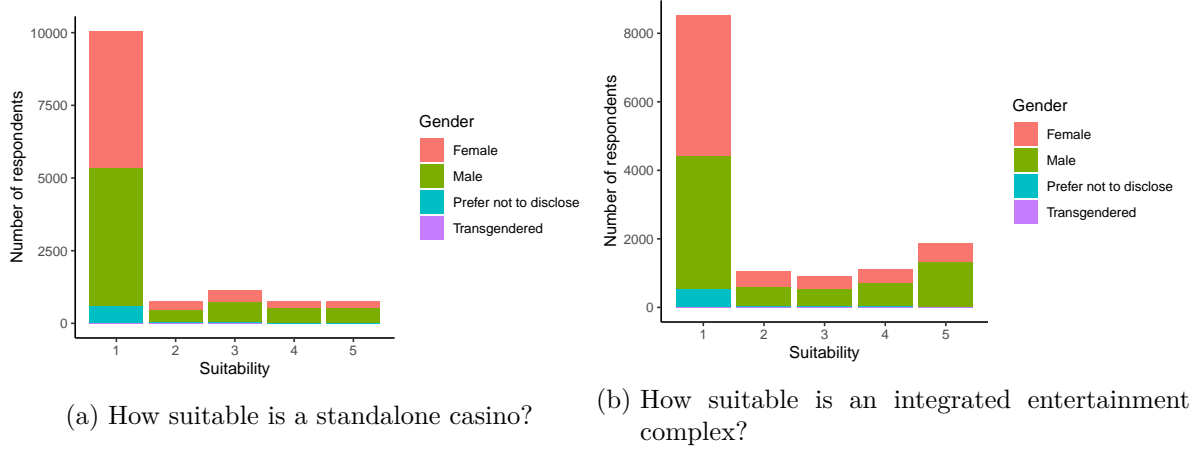 10000
7500
5000
2500
0
Number of respondents
1 2 3 4 5
Suitability
Gender
Female
Male
Prefer not to disclose
Transgendered
(a) How suitable is a standalone casino?
8000
6000
4000
2000
0
Number of respondents
1 2 3 4 5
Suitability
Gender
Female
Male
Prefer not to disclose
Transgendered
(b) How suitable is an integrated entertainment
complex?